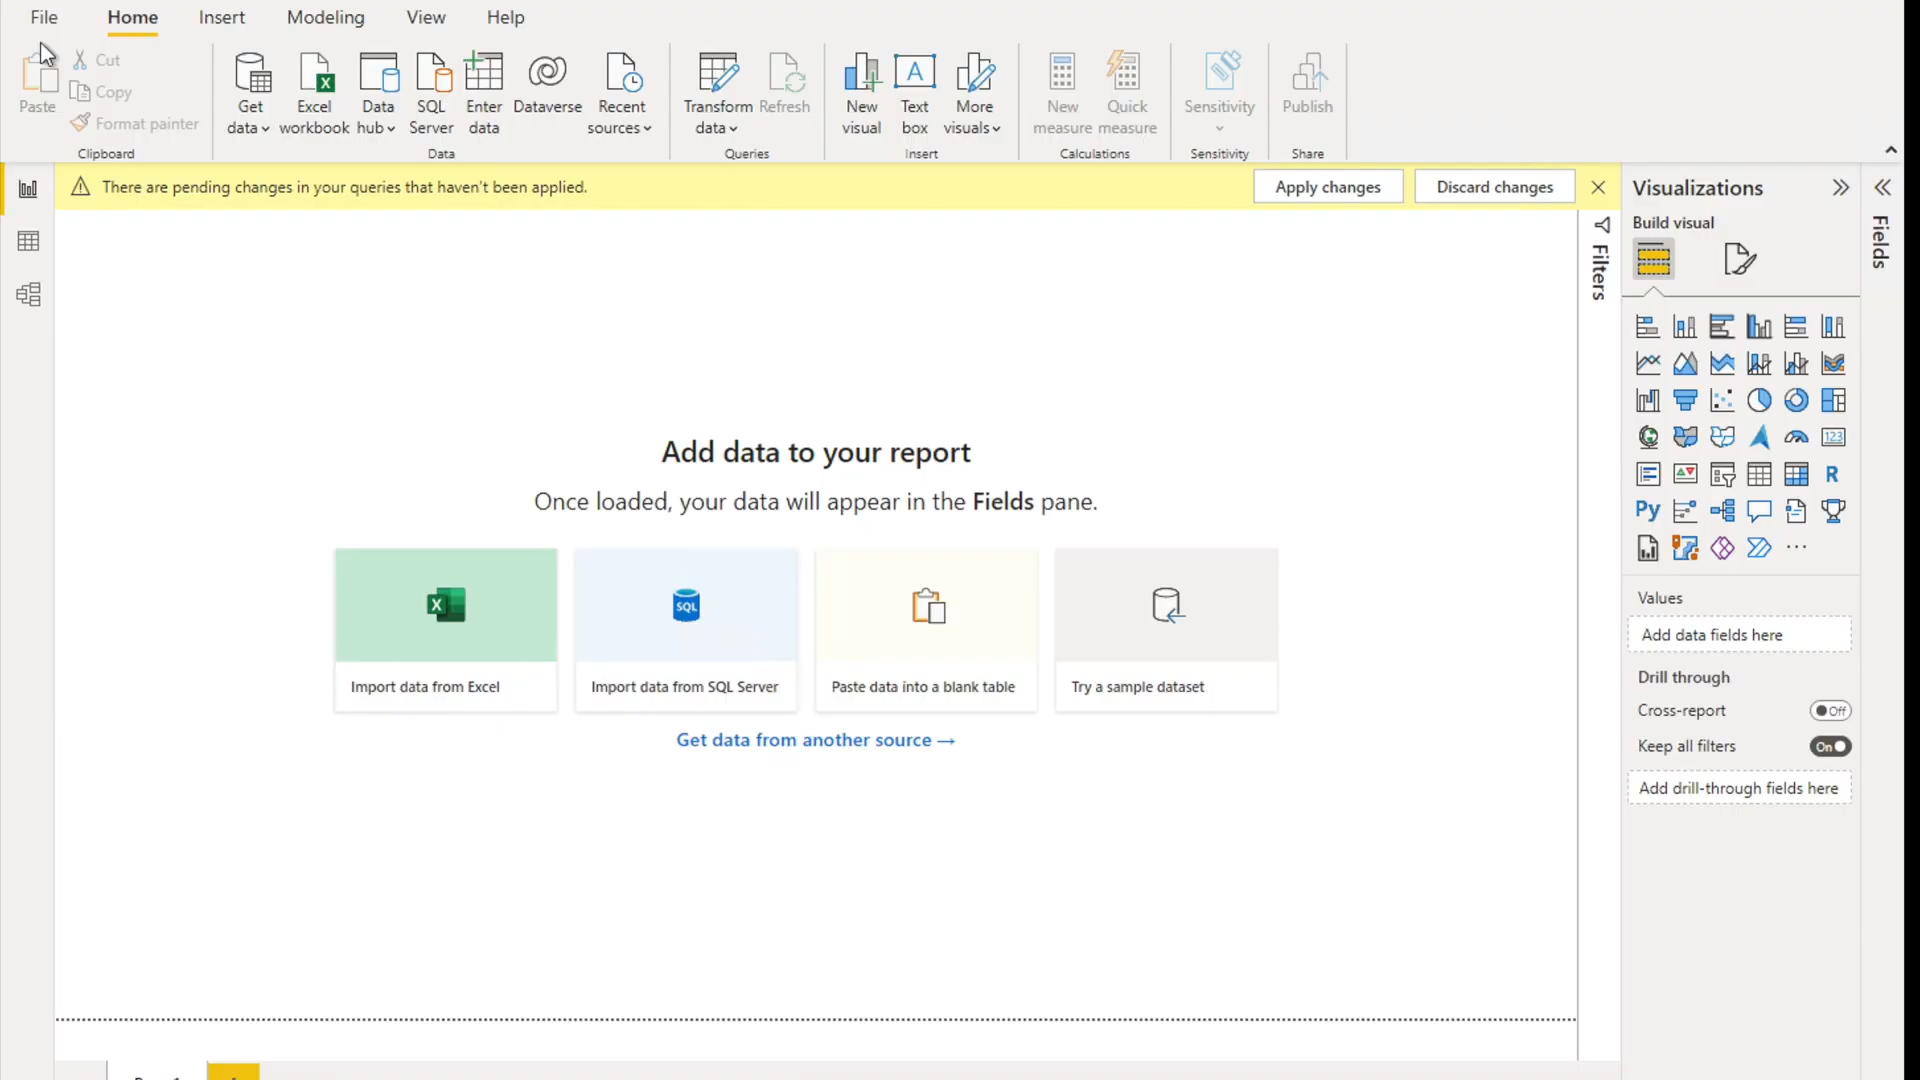 File Home Insert Modeling View Help
Paste
Cut
Copy
Format painter
Clipboard
Get data
Excel workbook
Data hub
SQL Server
Enter data
Dataverse
Recent sources
Data
Transform data
Refresh
Queries
New visual
Text box
More visuals
Insert
New measure
Quick measure
Calculations
Sensitivity
Sensitivity
Publish
Share
There are pending changes in your queries that haven't been applied.
Apply changes
Discard changes
Filters
Visualizations
Build visual
Fields
123
R
Py
Add data to your report
Once loaded, your data will appear in the Fields pane.
X
SQL
Import data from Excel
Import data from SQL Server
Paste data into a blank table
Try a sample dataset
Get data from another source →
Values
Add data fields here
Drill through
Cross-report
Off
Keep all filters
On
Add drill-through fields here